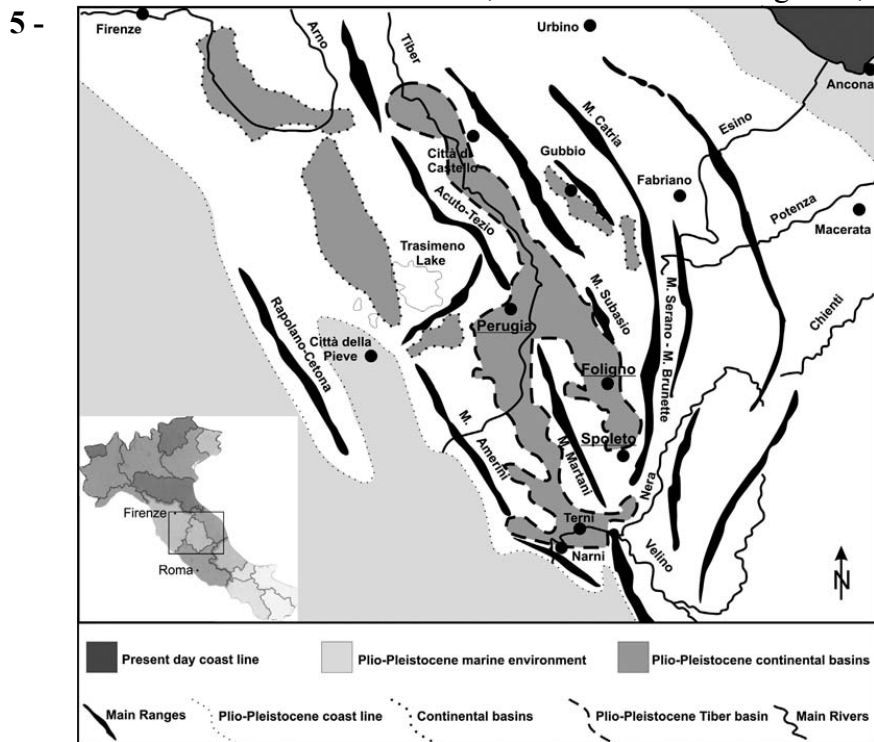 5 -
Firenze
Arno
Tiber
Urbino
Ancona
Città di
Castello
Gubbio
M. Catria
Esino
Fabriano
Potenza
Macerata
Acuto-Tezio
Trasimeno
Lake
Rapolano-Cetona
Città della
Pieve
Perugia
M. Subasio
M. Serano - M. Brunette
Chienti
Foligno
M. Amerini
M. Martani
Spoleto
Nera
Terni
Narni
Velino
N
Firenze
Roma
Present day coast line
Plio-Pleistocene marine environment
Plio-Pleistocene continental basins
Main Ranges
Plio-Pleistocene coast line
Continental basins
Plio-Pleistocene Tiber basin
Main Rivers